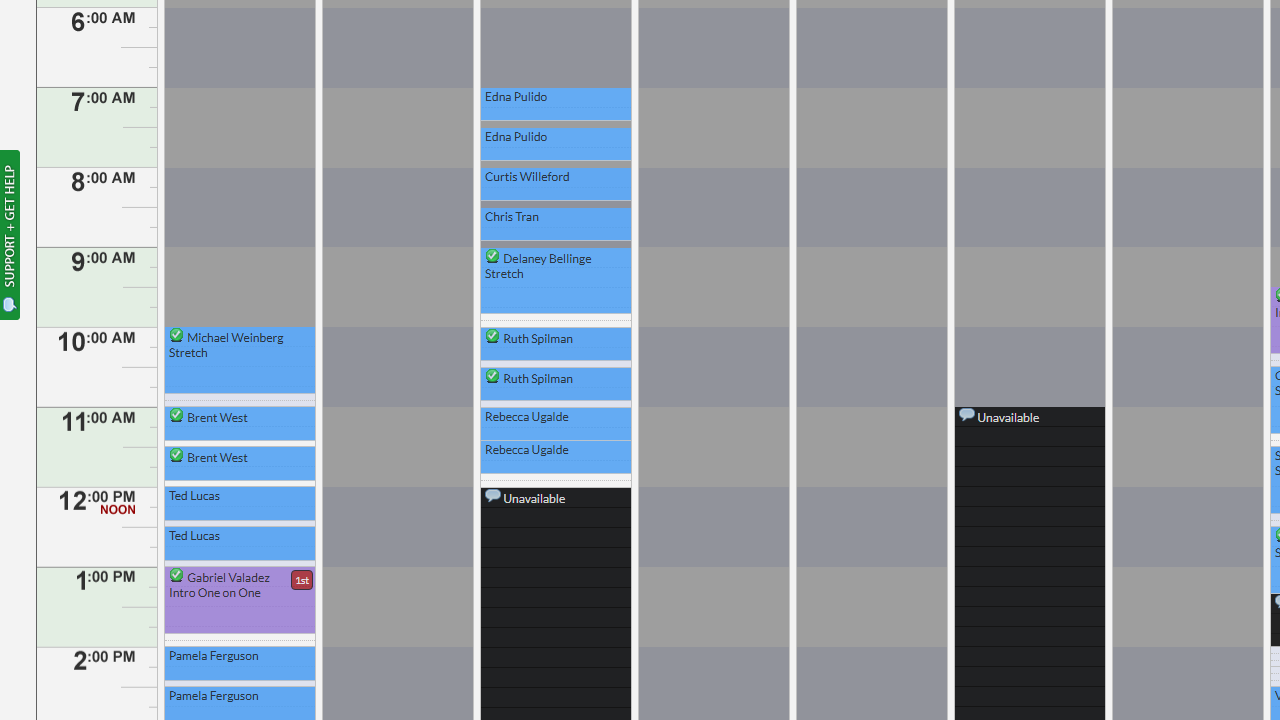 SUPPORT + GET HELP
6:00 AM
7:00 AM
8:00 AM
9:00 AM
10:00 AM
11:00 AM
12:00 PM
NOON
1:00 PM
2:00 PM
Michael Weinberg
Stretch
Brent West
Brent West
Ted Lucas
Ted Lucas
Gabriel Valadez
1st
Intro One on One
Pamela Ferguson
Pamela Ferguson
Edna Pulido
Edna Pulido
Curtis Willeford
Chris Tran
Delaney Bellinge
Stretch
Ruth Spilman
Ruth Spilman
Rebecca Ugalde
Rebecca Ugalde
Unavailable
Unavailable